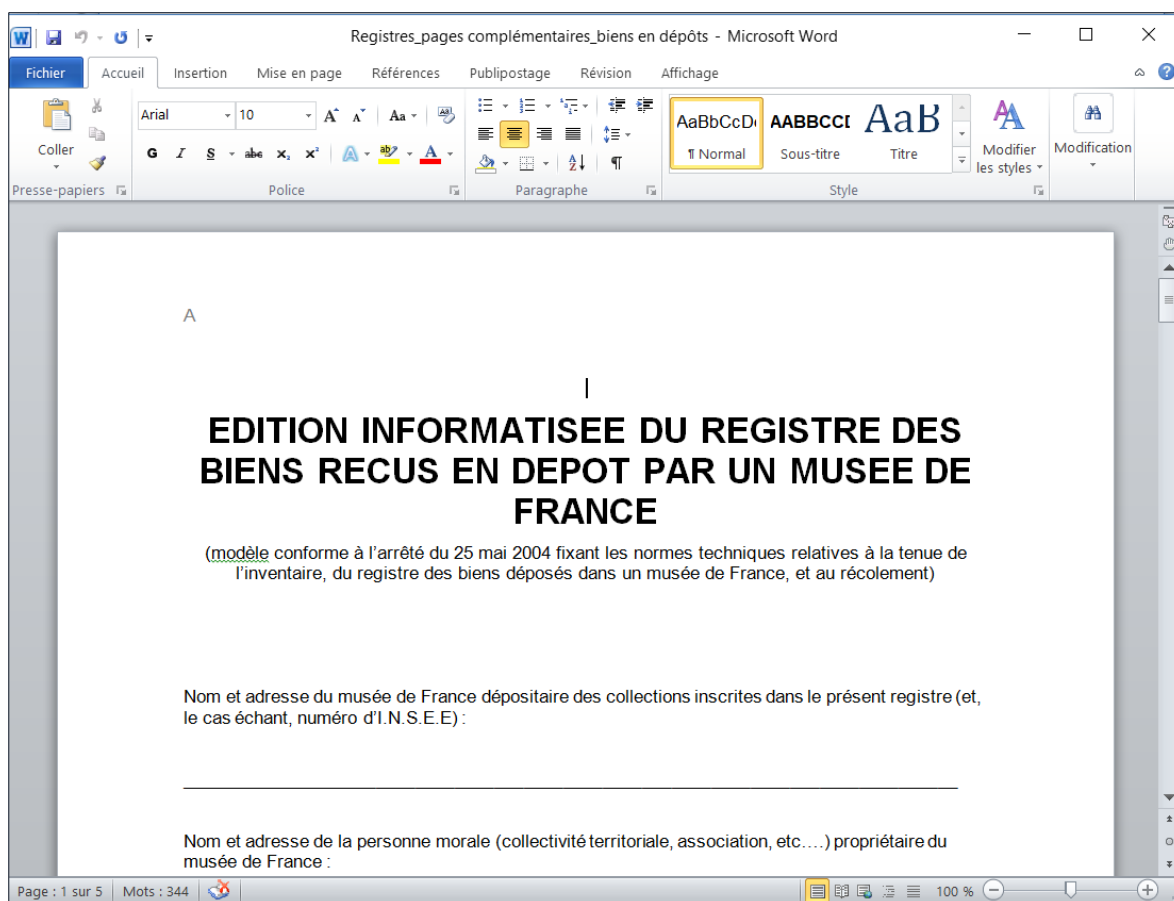 Registres_pages complémentaires_biens en dépôts - Microsoft Word
Fichier Accueil Insertion Mise en page Références Publipostage Révision Affichage
Coller
Presse-papiers
Arial 10
G I S abc x₂ x² A ab A
Police
Paragraphe
AaBbCcD AABBCCI AaB
¶ Normal Sous-titre Titre
Style
Modifier
les styles
Modification
A
EDITION INFORMATISEE DU REGISTRE DES
BIENS RECUS EN DEPOT PAR UN MUSEE DE
FRANCE
(modèle conforme à l’arrêté du 25 mai 2004 fixant les normes techniques relatives à la tenue de
l’inventaire, du registre des biens déposés dans un musée de France, et au récolement)
Nom et adresse du musée de France dépositaire des collections inscrites dans le présent registre (et,
le cas échant, numéro d’I.N.S.E.E) :
Nom et adresse de la personne morale (collectivité territoriale, association, etc….) propriétaire du
musée de France :
Page : 1 sur 5 Mots : 344 100 %